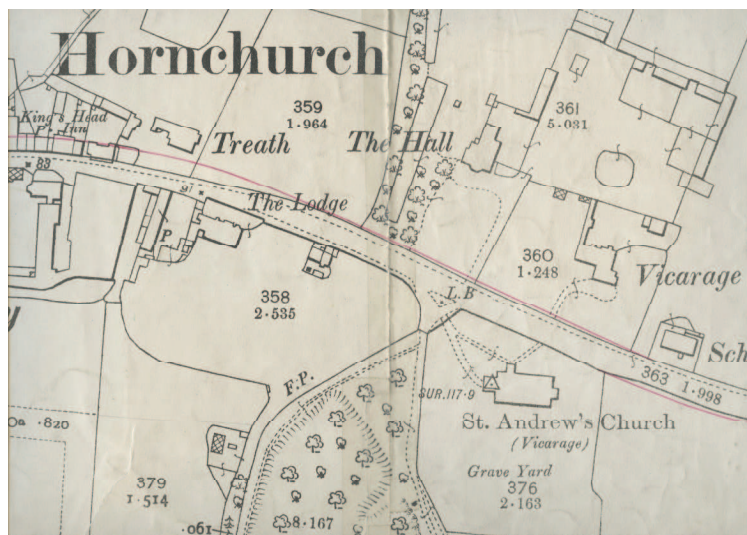 Hornchurch
King's Head
Inn
P
359
1·964
Treath
The Hall
361
5·031
83
97
The Lodge
P
360
1·248
Vicarage
358
2·535
L.B
Sch
363
1·998
F.P.
SUR.117·9
St. Andrew's Church
(Vicarage)
Grave Yard
376
2·163
y
·820
379
1·514
8·167